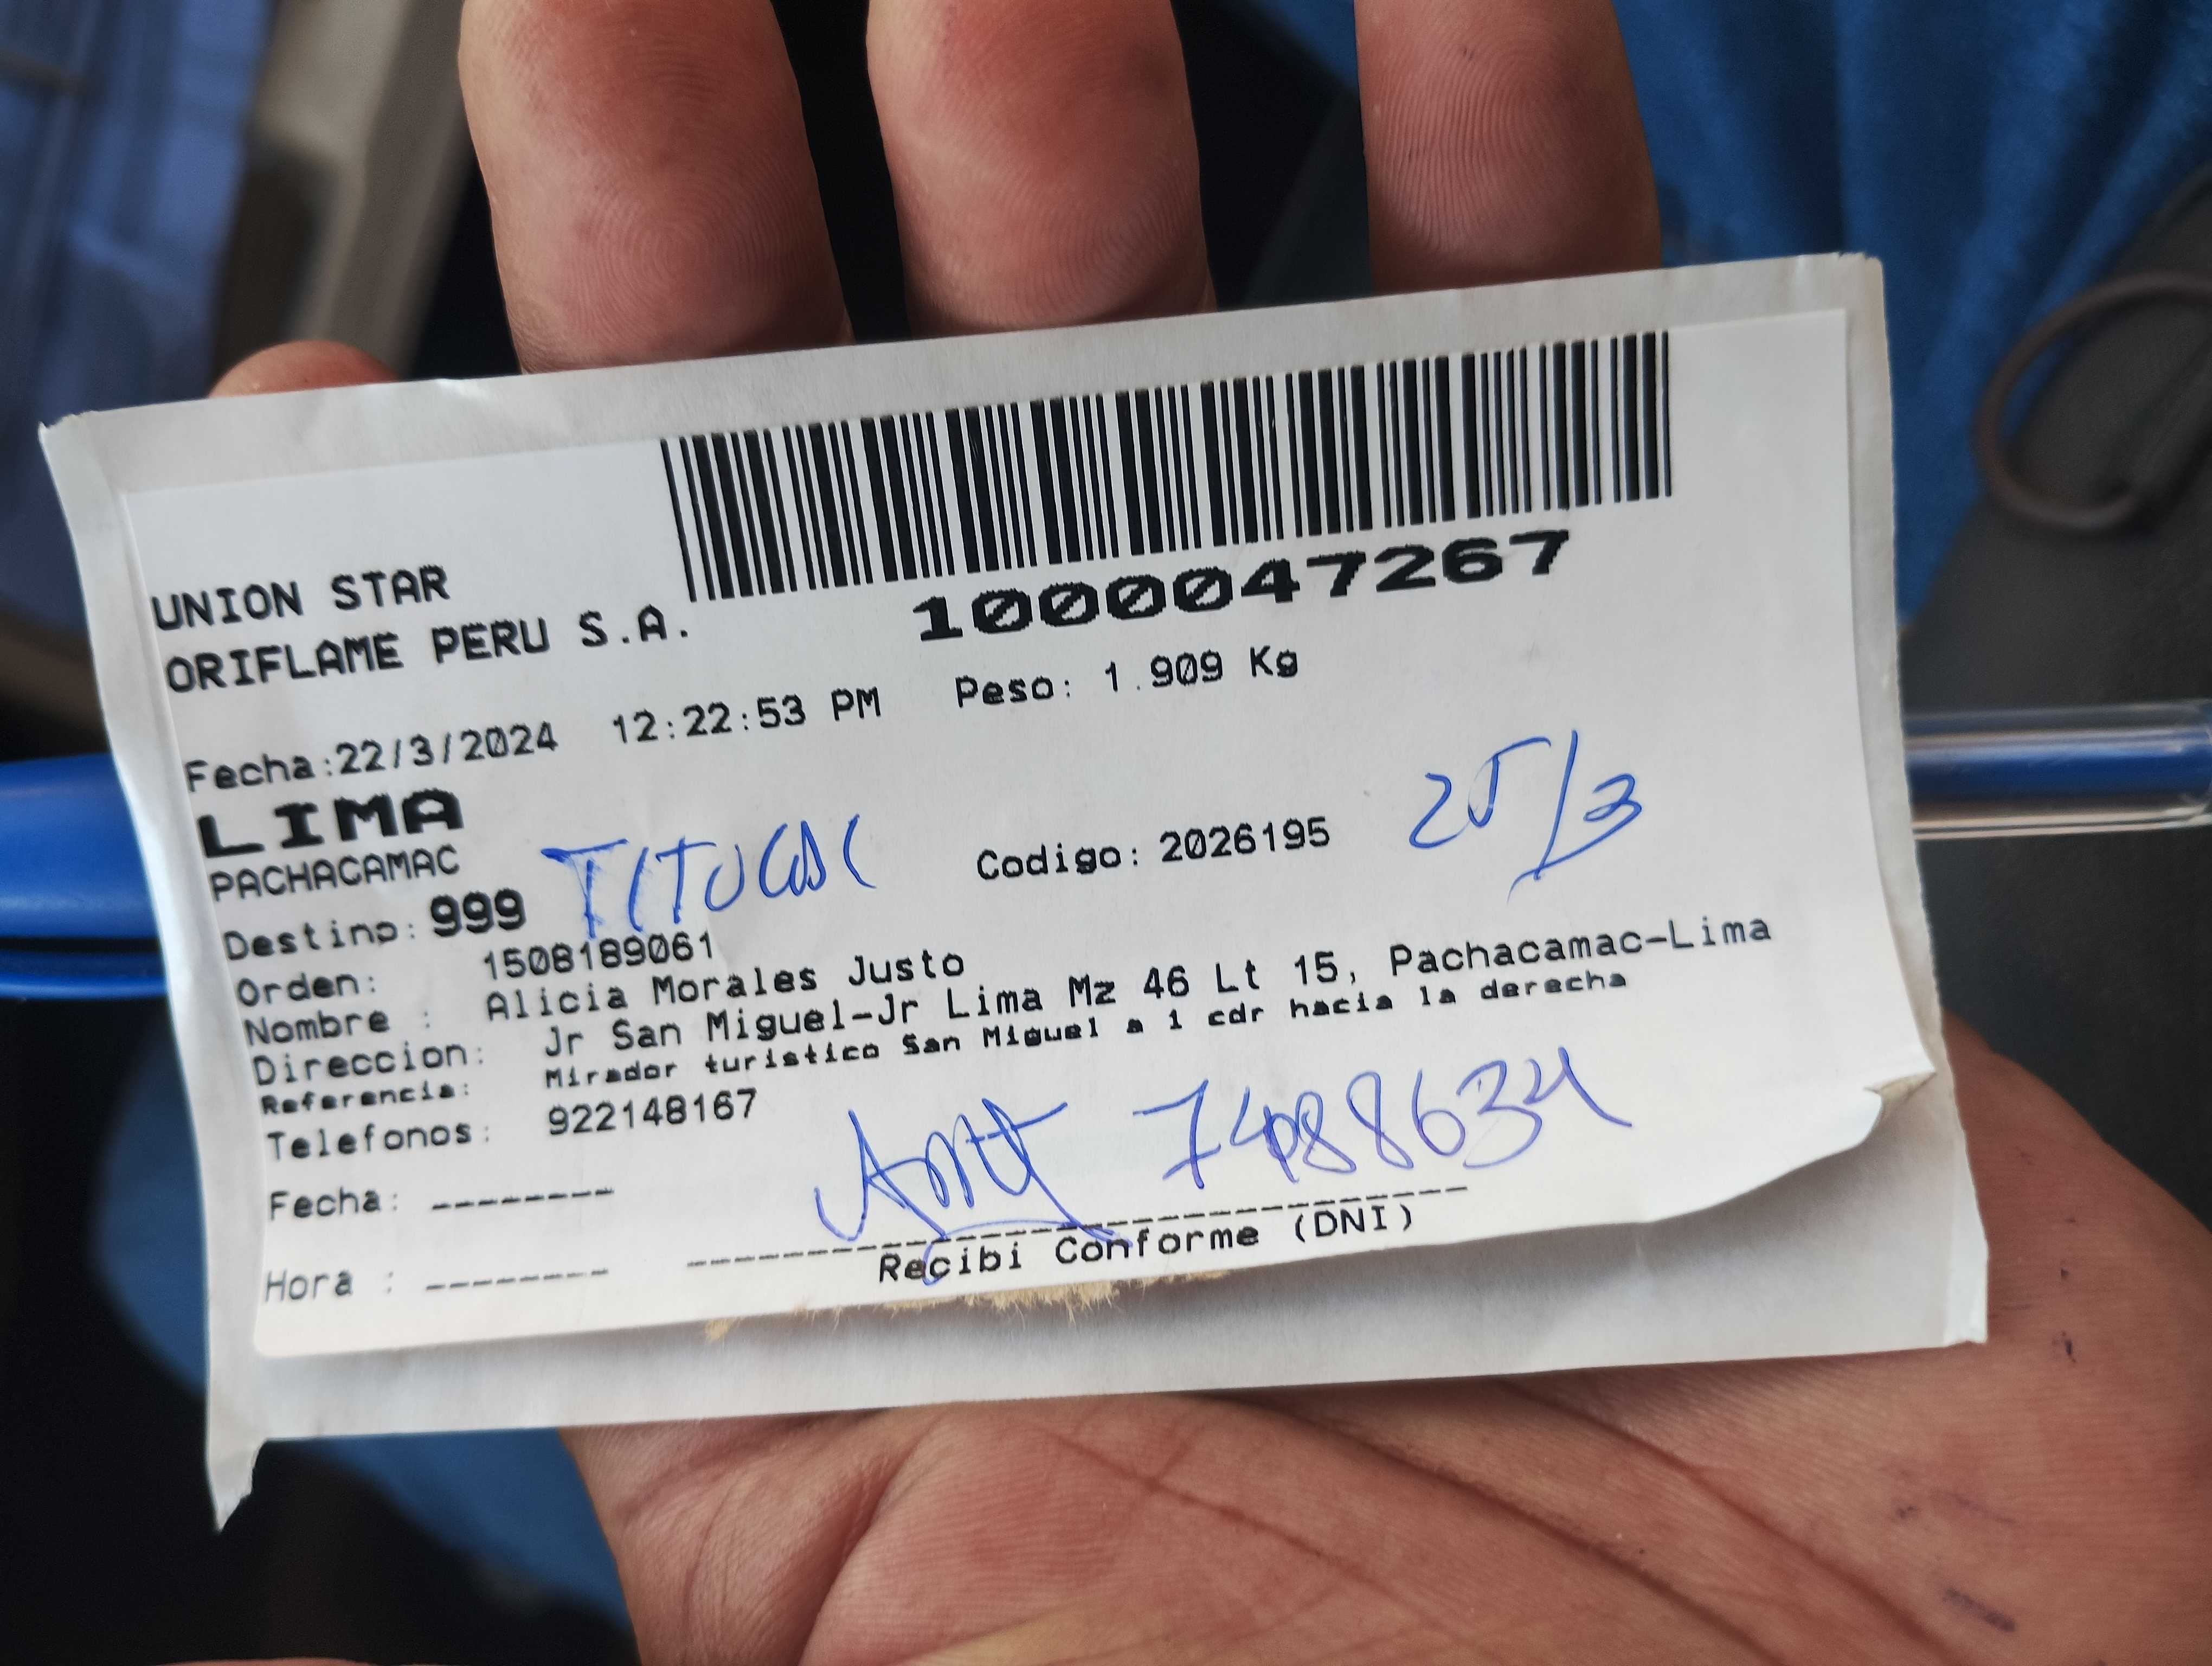 1000047267
UNION STAR
ORIFLAME PERU S.A.
Fecha:22/3/2024 12:22:53 PM Peso: 1.909 Kg
LIMA
PACHACAMAC
Codigo: 2026195 25/3
Destino: 999
Orden: 1508189061
Nombre : Alicia Morales Justo
Direccion: Jr San Miguel-Jr Lima Mz 46 Lt 15, Pachacamac-Lima
Referencia: Mirador turistico San Miguel a 1 cdr hacia la derecha
Telefonos: 922148167
Fecha: --------
Hora : --------
Recibi Conforme (DNI)